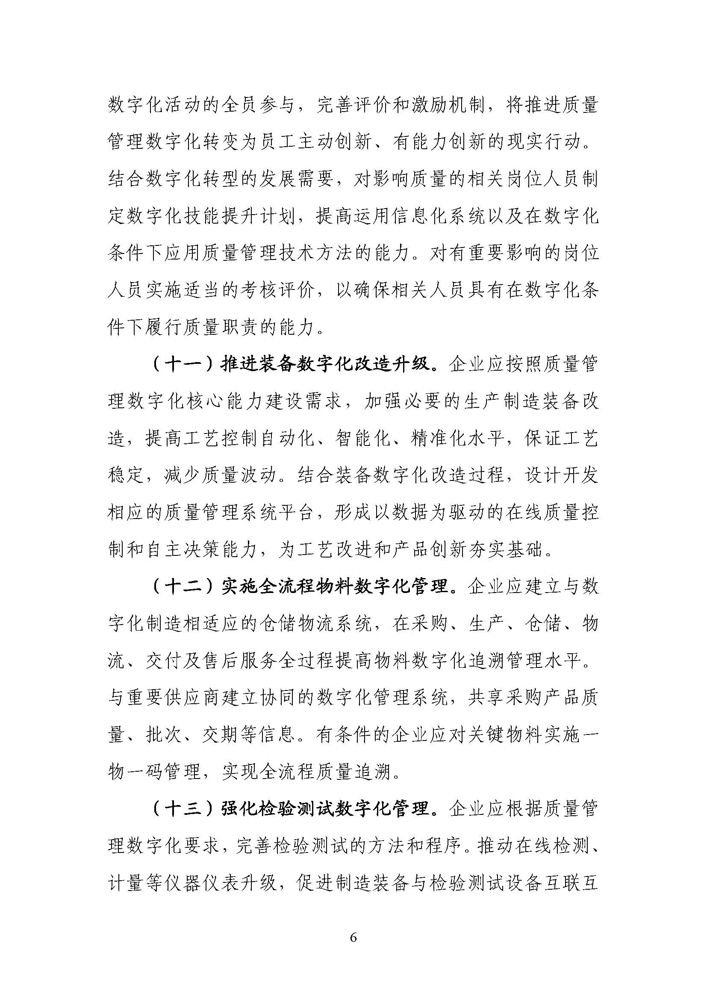 数字化活动的全员参与，完善评价和激励机制，将推进质量
管理数字化转变为员工主动创新、有能力创新的现实行动。
结合数字化转型的发展需要，对影响质量的相关岗位人员制
定数字化技能提升计划，提高运用信息化系统以及在数字化
条件下应用质量管理技术方法的能力。对有重要影响的岗位
人员实施适当的考核评价，以确保相关人员具有在数字化条
件下履行质量职责的能力。
（十一）推进装备数字化改造升级。企业应按照质量管
理数字化核心能力建设需求，加强必要的生产制造装备改
造，提高工艺控制自动化、智能化、精准化水平，保证工艺
稳定，减少质量波动。结合装备数字化改造过程，设计开发
相应的质量管理系统平台，形成以数据为驱动的在线质量控
制和自主决策能力，为工艺改进和产品创新夯实基础。
（十二）实施全流程物料数字化管理。企业应建立与数
字化制造相适应的仓储物流系统，在采购、生产、仓储、物
流、交付及售后服务全过程提高物料数字化追溯管理水平。
与重要供应商建立协同的数字化管理系统，共享采购产品质
量、批次、交期等信息。有条件的企业应对关键物料实施一
物一码管理，实现全流程质量追溯。
（十三）强化检验测试数字化管理。企业应根据质量管
理数字化要求，完善检验测试的方法和程序。推动在线检测、
计量等仪器仪表升级，促进制造装备与检验测试设备互联互
6